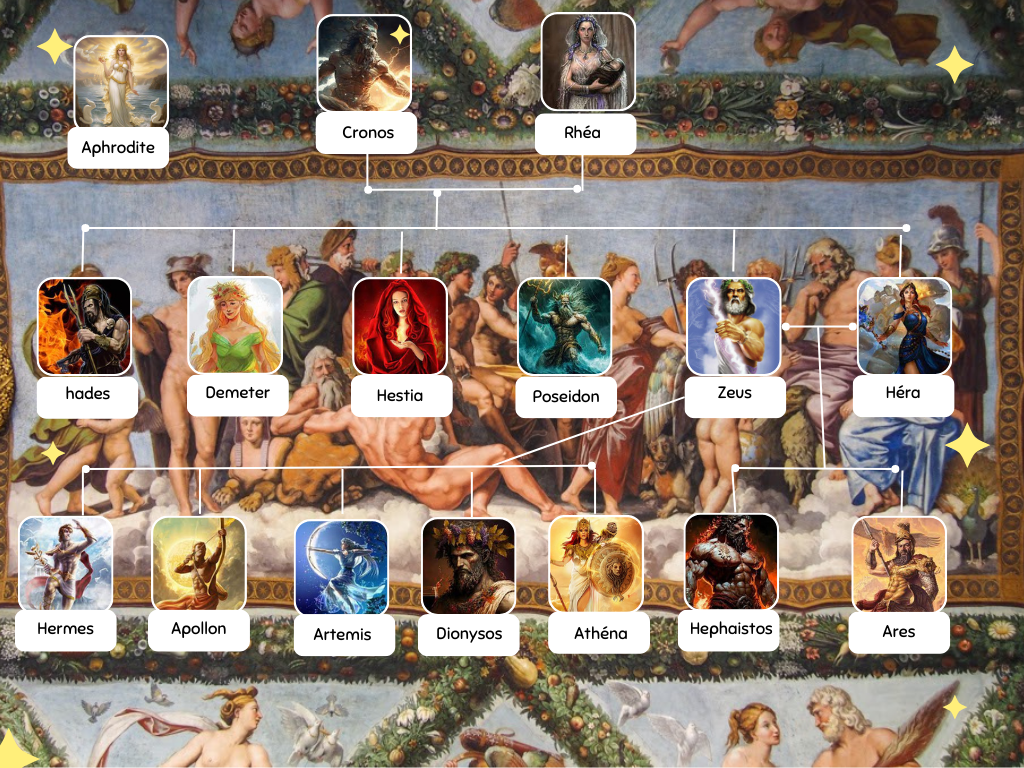 Aphrodite
Cronos
Rhéa
hades
Demeter
Hestia
Poseidon
Zeus
Héra
Hermes
Apollon
Artemis
Dionysos
Athéna
Hephaistos
Ares